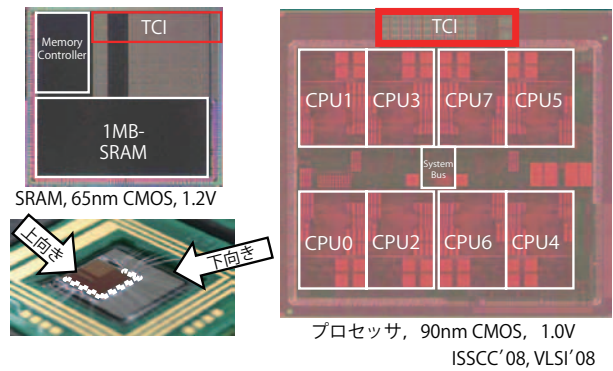 TCI
Memory
Controller
1MB-
SRAM
SRAM, 65nm CMOS, 1.2V
上向き
下向き
TCI
CPU1 CPU3 CPU7 CPU5
System
Bus
CPU0 CPU2 CPU6 CPU4
プロセッサ, 90nm CMOS, 1.0V
ISSCC´08, VLSI´08